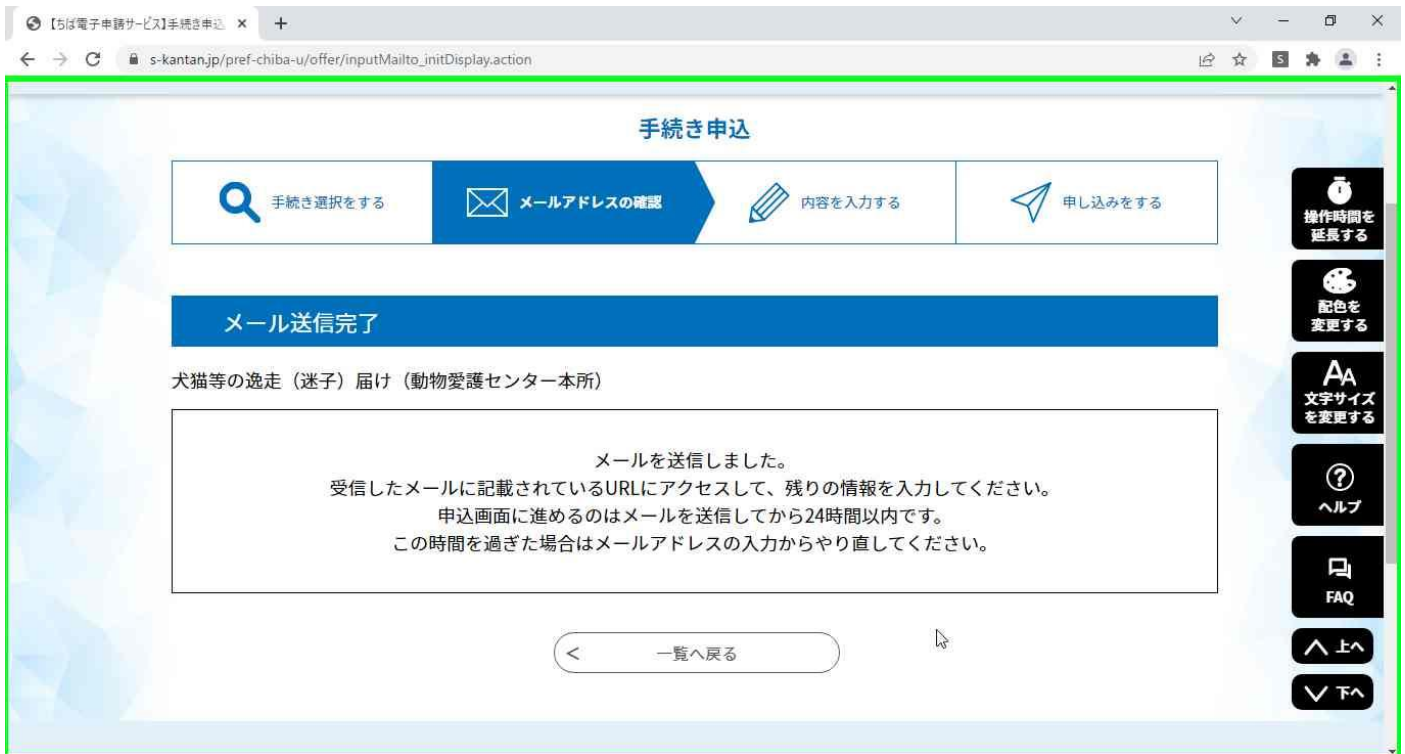 【ちば電子申請サービス】手続き申込
s-kantan.jp/pref-chiba-u/offer/inputMailto_initDisplay.action
手続き申込
手続き選択をする
メールアドレスの確認
内容を入力する
申し込みをする
メール送信完了
犬猫等の逸走（迷子）届け（動物愛護センター本所）
メールを送信しました。
受信したメールに記載されているURLにアクセスして、残りの情報を入力してください。
申込画面に進めるのはメールを送信してから24時間以内です。
この時間を過ぎた場合はメールアドレスの入力からやり直してください。
＜ 一覧へ戻る
操作時間を
延長する
配色を
変更する
AA
文字サイズ
を変更する
?
ヘルプ
FAQ
上へ
下へ